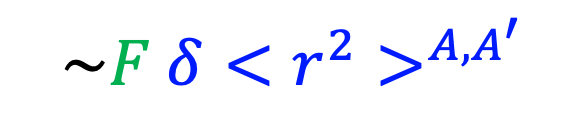 ~F δ < r² >ᴬ,ᴬ′